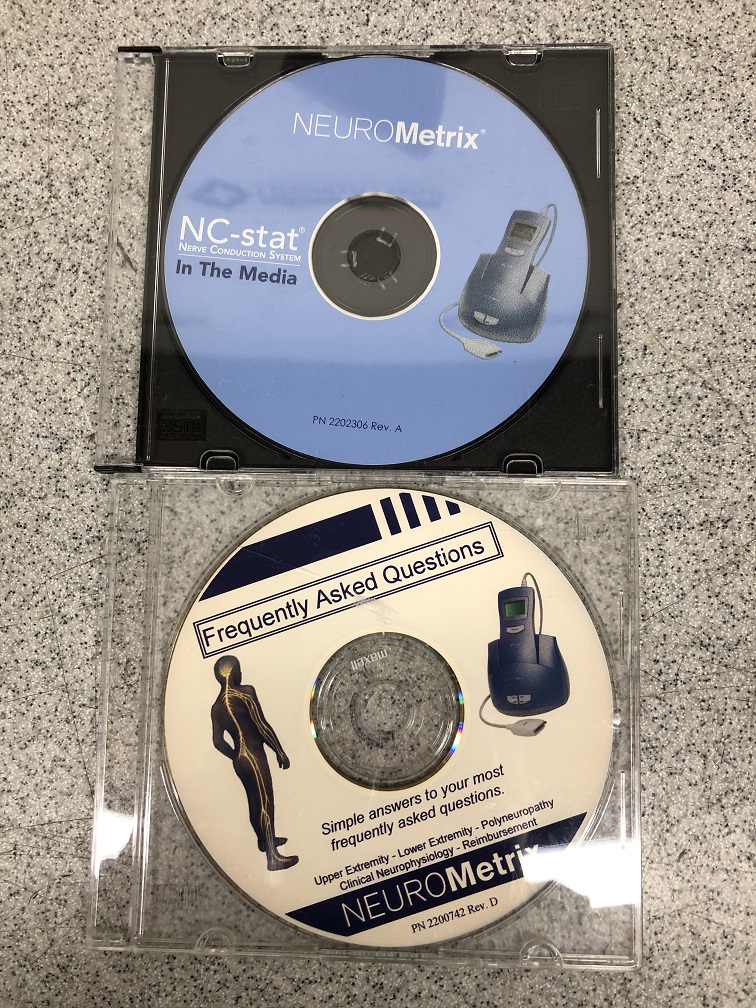 NEUROMetrix®
NC-stat®
NERVE CONDUCTION SYSTEM
In The Media
PN 2202306 Rev. A
Frequently Asked Questions
maxell
Simple answers to your most
frequently asked questions.
Upper Extremity - Lower Extremity - Polyneuropathy
Clinical Neurophysiology - Reimbursement
NEUROMetrix
PN 2200742 Rev. D